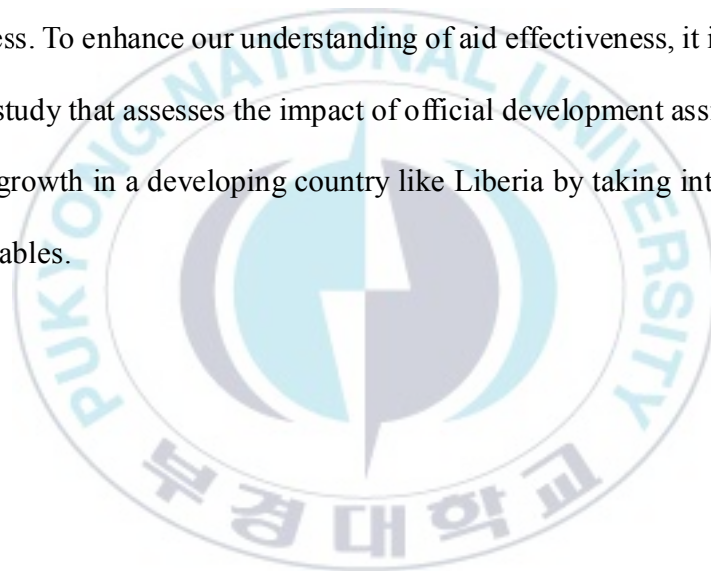 ess. To enhance our understanding of aid effectiveness, it i
study that assesses the impact of official development ass
growth in a developing country like Liberia by taking int
ables.
PUKYONG NATIONAL UNIVERSITY
부경대학교